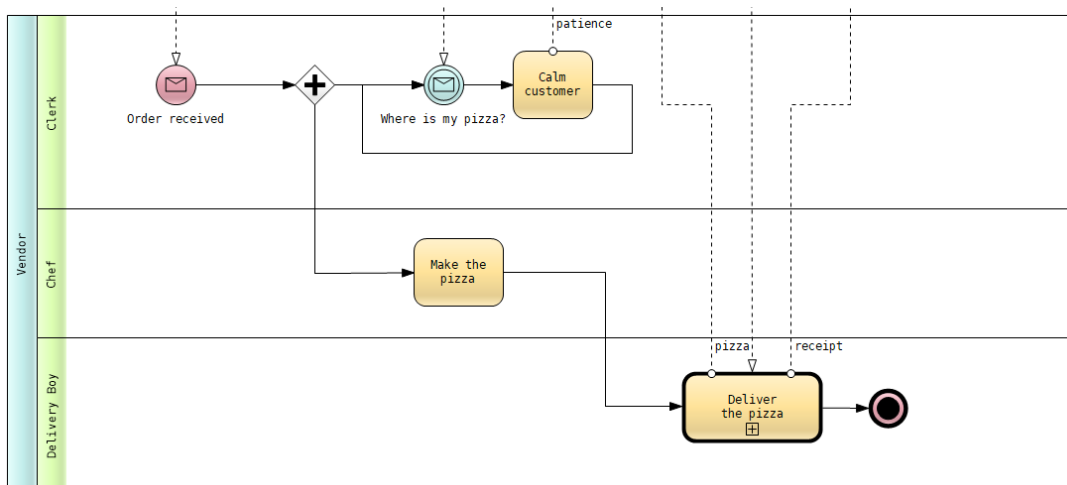 patience
Calm
customer
Order received
Where is my pizza?
Clerk
Vendor
Chef
Make the
pizza
pizza
receipt
Delivery Boy
Deliver
the pizza